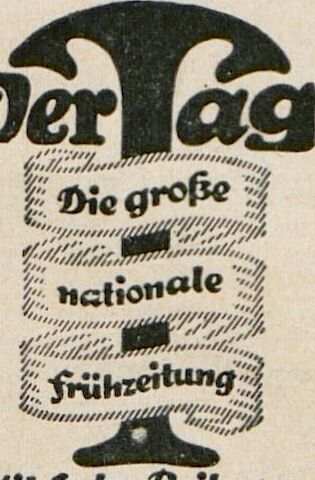 Der Tag
Die große
nationale
Frühzeitung